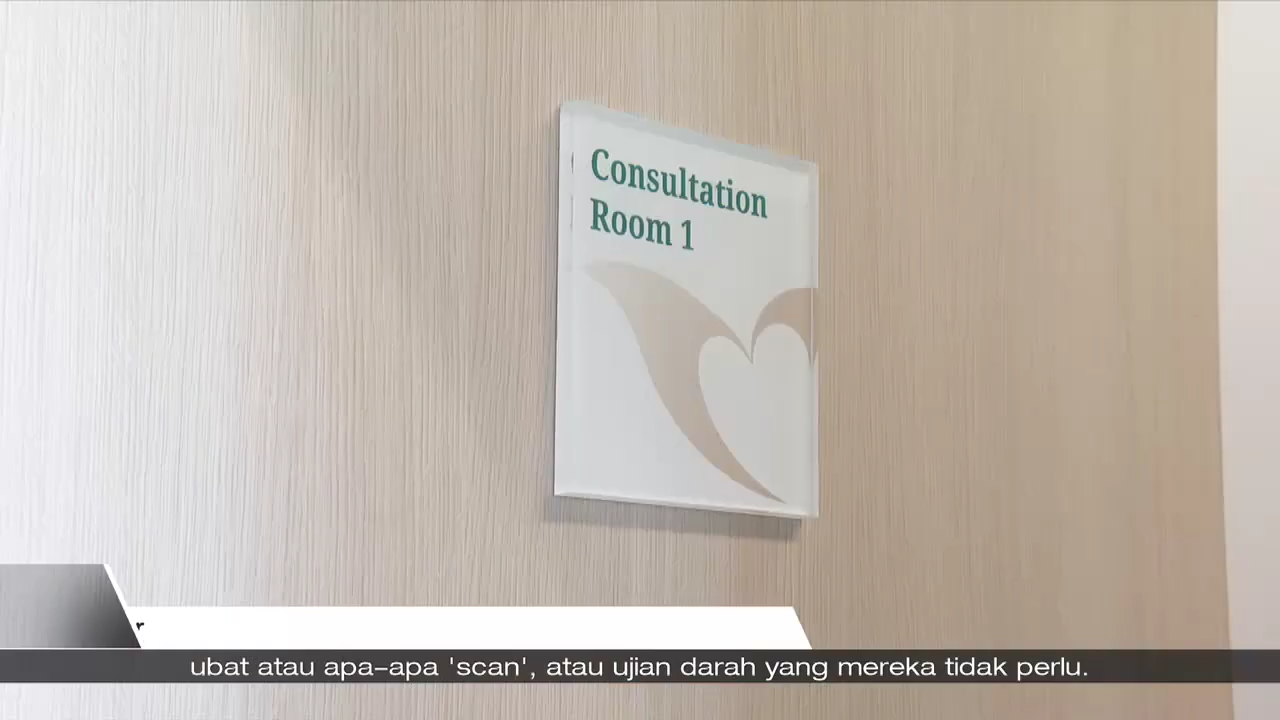 Consultation
Room 1
ubat atau apa-apa 'scan', atau ujian darah yang mereka tidak perlu.